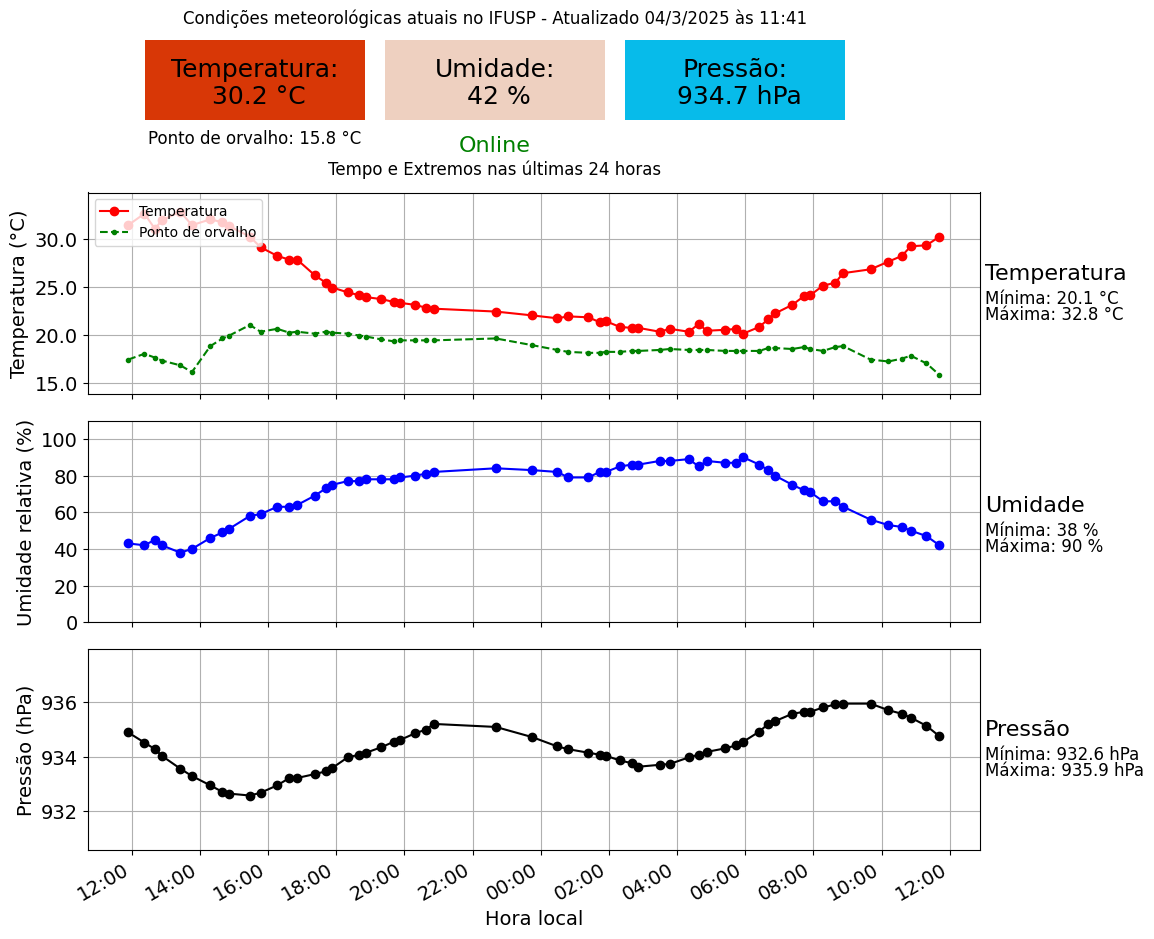 Condições meteorológicas atuais no IFUSP - Atualizado 04/3/2025 às 11:41
Temperatura:
30.2 °C
Umidade:
42 %
Pressão:
934.7 hPa
Ponto de orvalho: 15.8 °C
Online
Tempo e Extremos nas últimas 24 horas
Temperatura (°C)
30.0
25.0
20.0
15.0
Temperatura
Ponto de orvalho
Temperatura
Mínima: 20.1 °C
Máxima: 32.8 °C
Umidade relativa (%)
100
80
60
40
20
0
Umidade
Mínima: 38 %
Máxima: 90 %
Pressão (hPa)
936
934
932
Pressão
Mínima: 932.6 hPa
Máxima: 935.9 hPa
12:00 14:00 16:00 18:00 20:00 22:00 00:00 02:00 04:00 06:00 08:00 10:00 12:00
Hora local